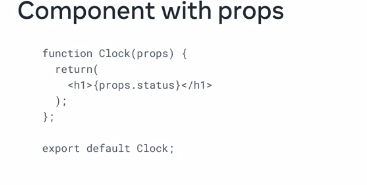 Component with props
function Clock(props) {
  return(
    <h1>{props.status}</h1>
  );
};

export default Clock;